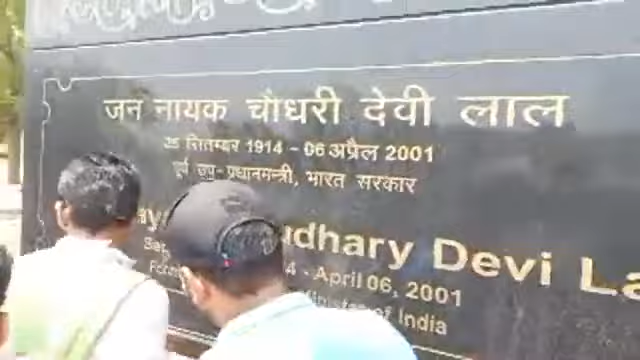 जन नायक चौधरी देवी लाल
25 सितम्बर 1914 - 06 अप्रैल 2001
पूर्व उप-प्रधानमन्त्री, भारत सरकार
udhary Devi La
4 - April 06, 2001
Minister of India